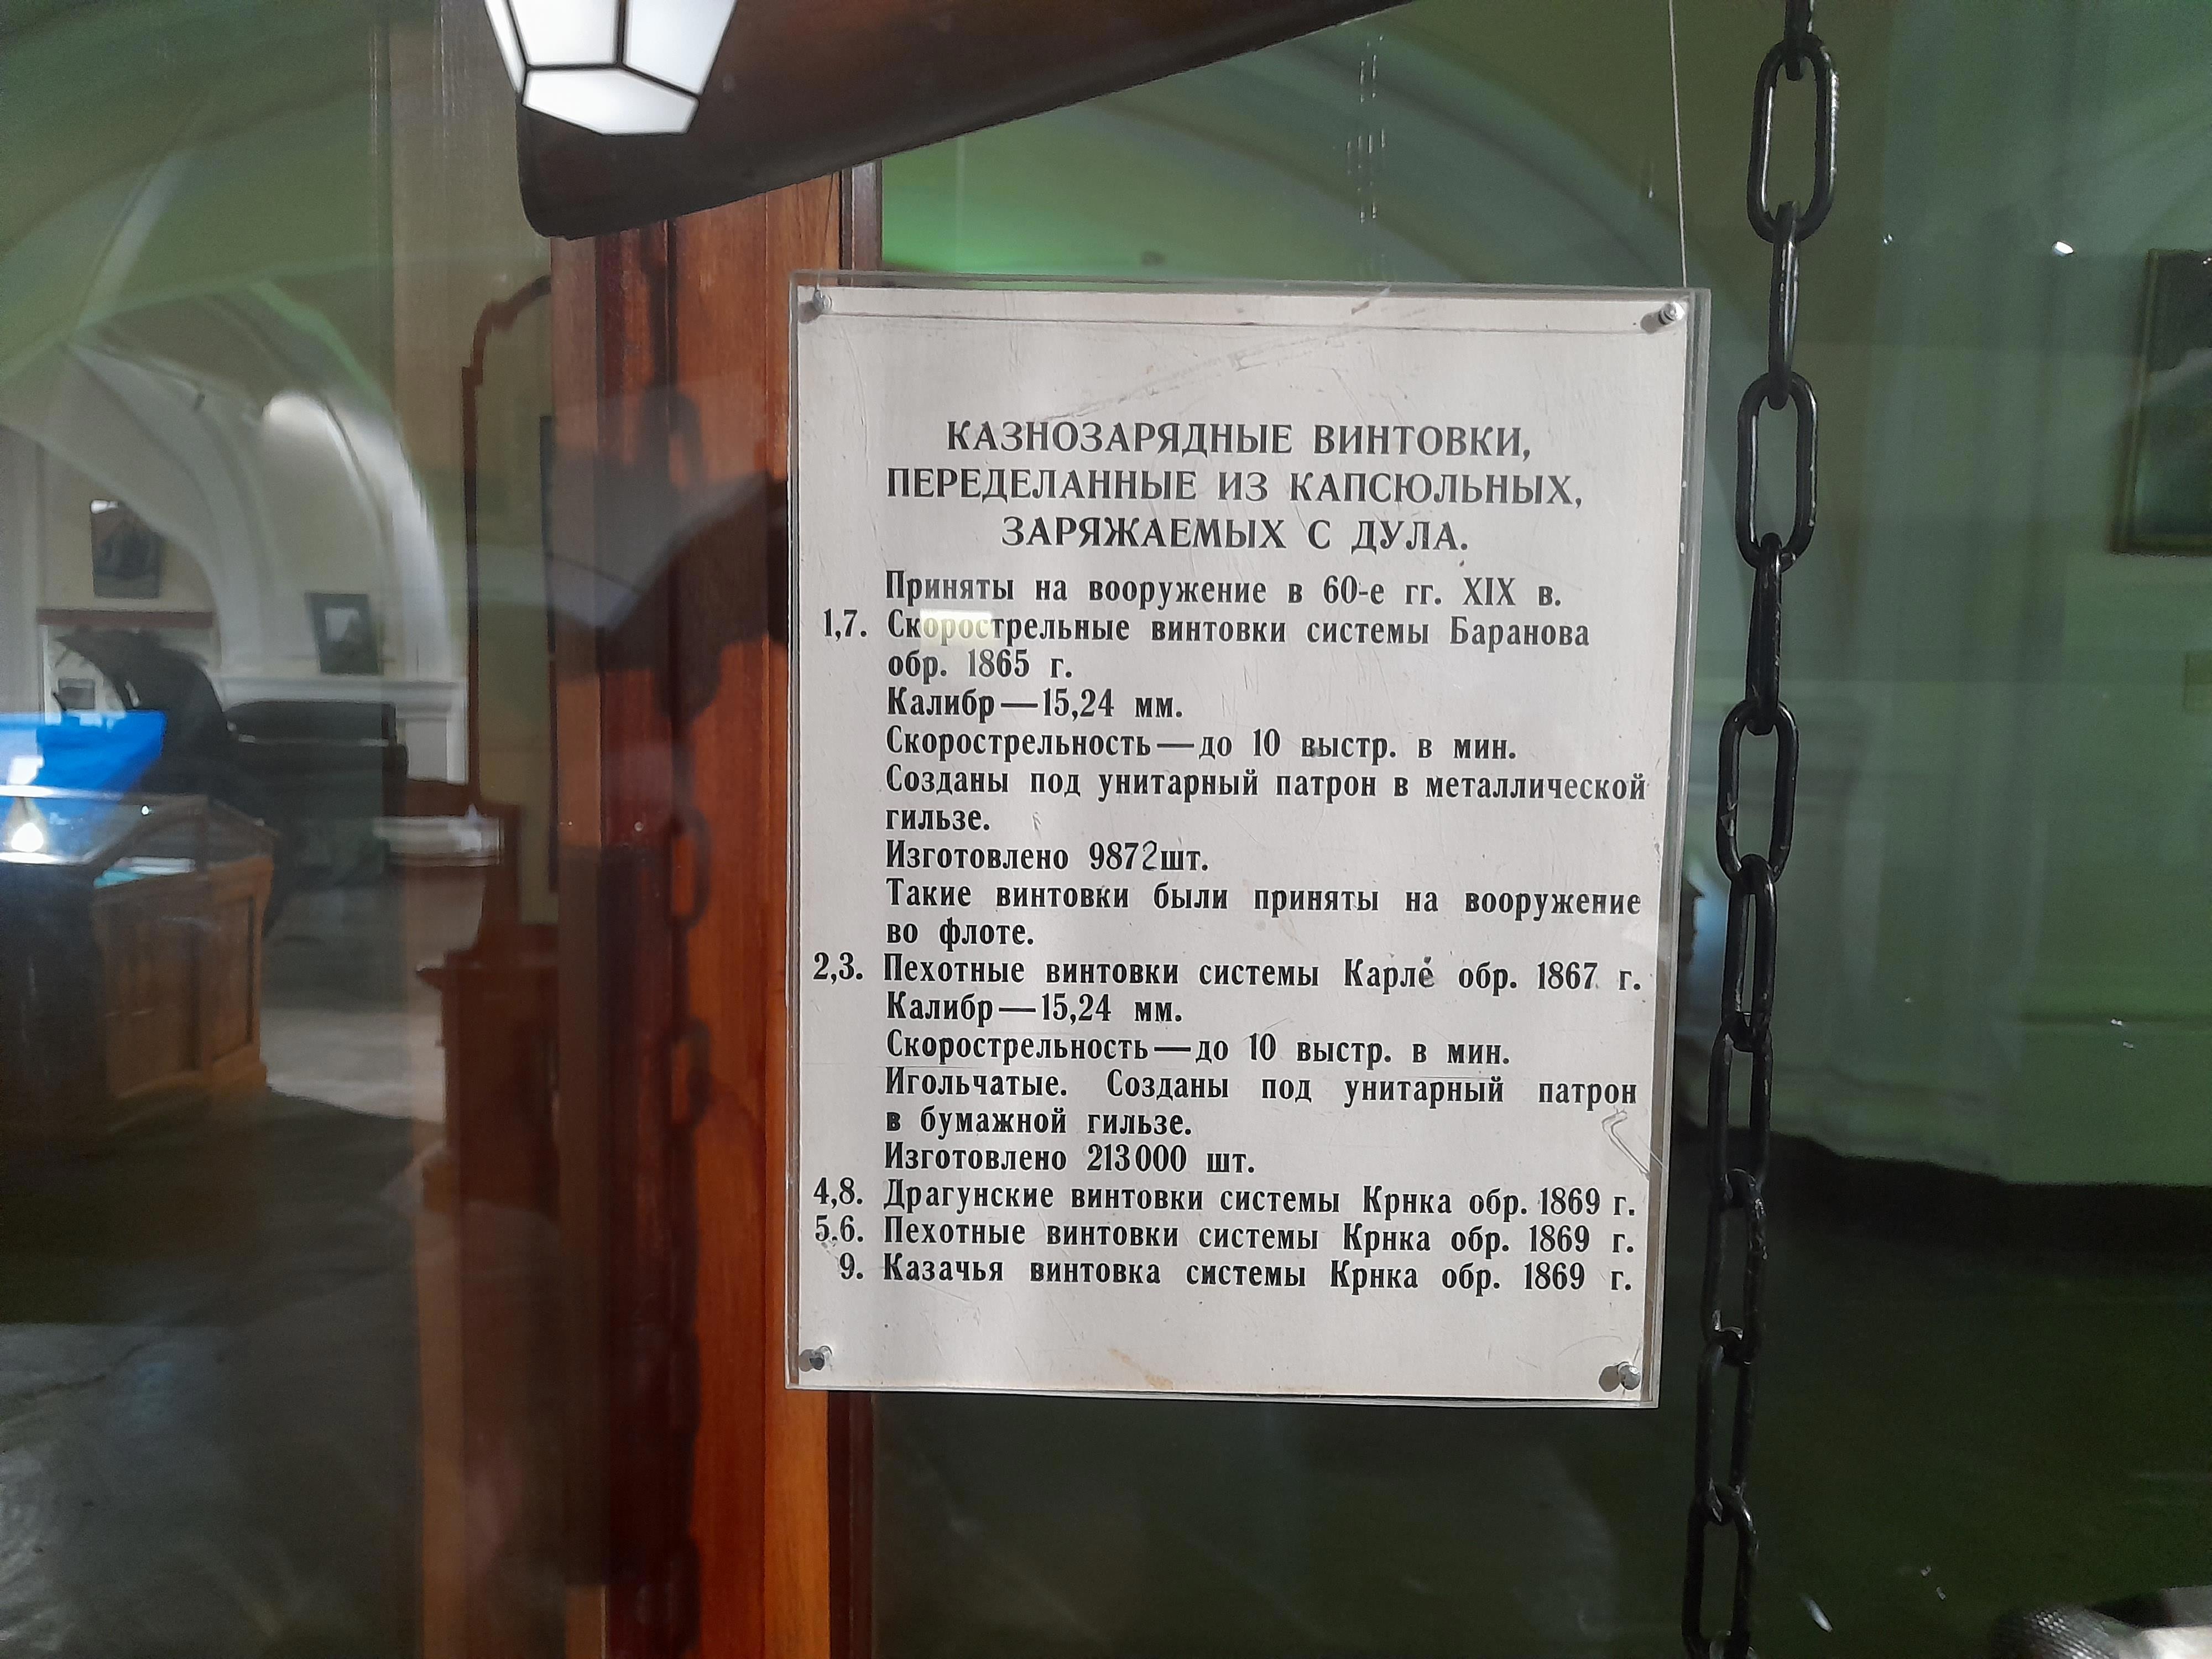 КАЗНОЗАРЯДНЫЕ ВИНТОВКИ,
ПЕРЕДЕЛАННЫЕ ИЗ КАПСЮЛЬНЫХ,
ЗАРЯЖАЕМЫХ С ДУЛА.
Приняты на вооружение в 60-е гг. XIX в.
1,7. Скорострельные винтовки системы Баранова
обр. 1865 г.
Калибр—15,24 мм.
Скорострельность—до 10 выстр. в мин.
Созданы под унитарный патрон в металлической
гильзе.
Изготовлено 9872шт.
Такие винтовки были приняты на вооружение
во флоте.
2,3. Пехотные винтовки системы Карле́ обр. 1867 г.
Калибр—15,24 мм.
Скорострельность—до 10 выстр. в мин.
Игольчатые. Созданы под унитарный патрон
в бумажной гильзе.
Изготовлено 213000 шт.
4,8. Драгунские винтовки системы Крнка обр. 1869 г.
5.6. Пехотные винтовки системы Крнка обр. 1869 г.
9. Казачья винтовка системы Крнка обр. 1869 г.